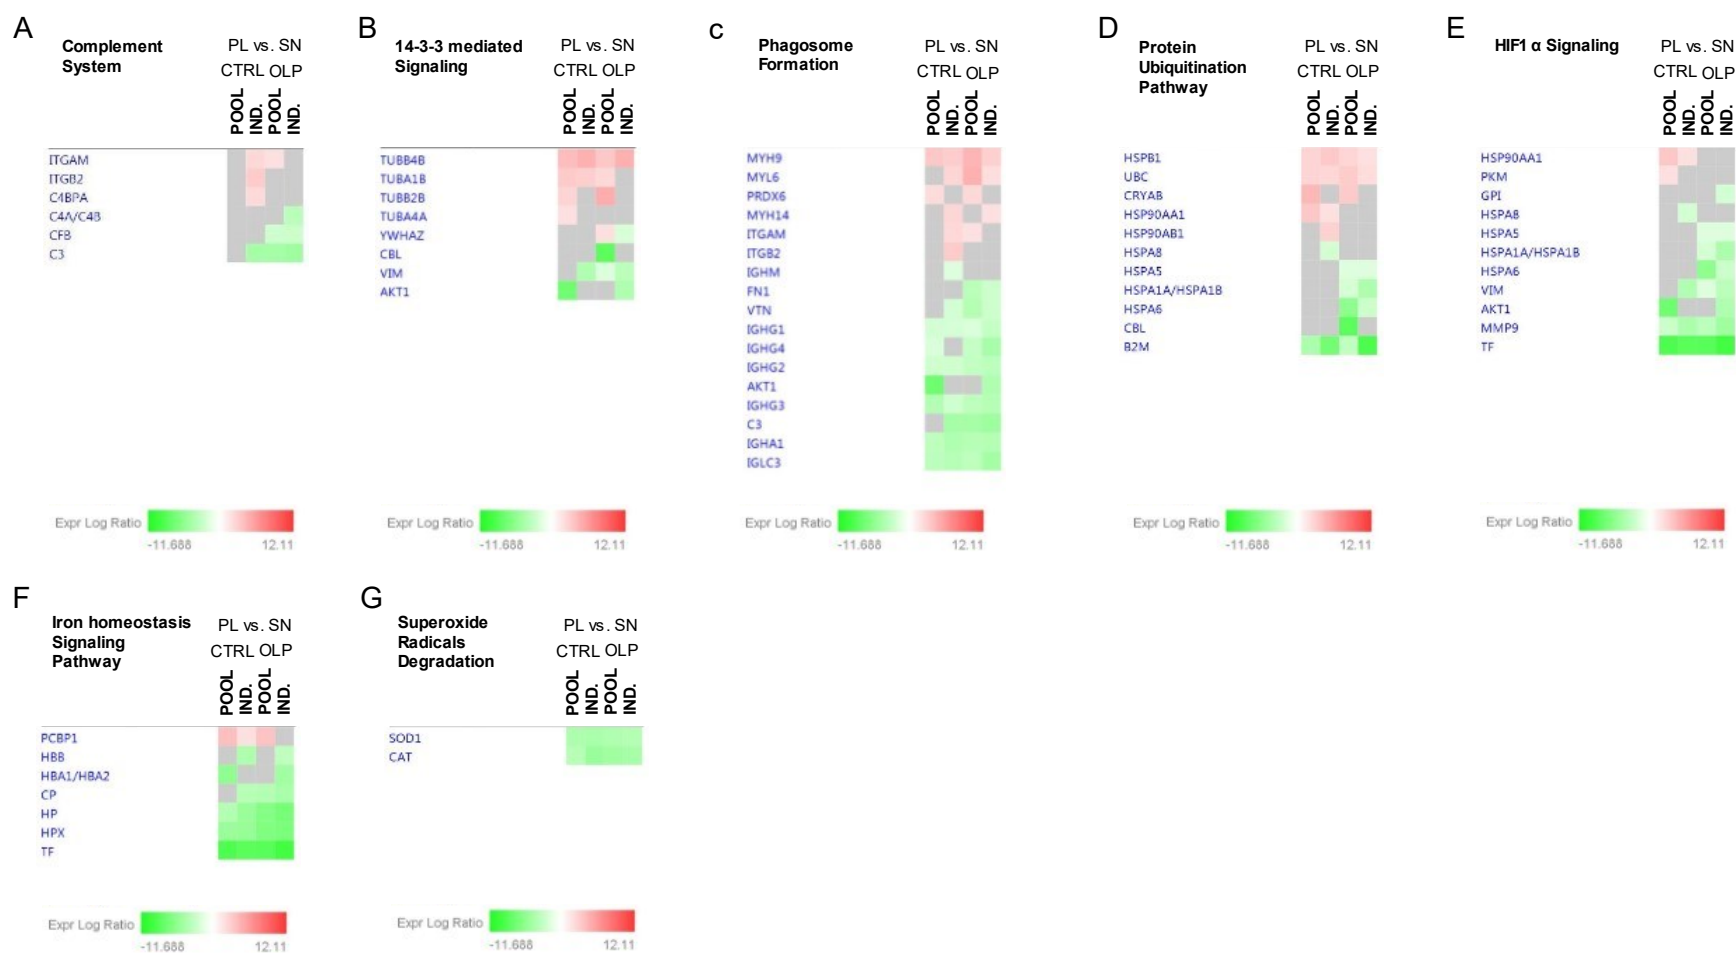 A
Complement
System
PL vs. SN
CTRL OLP
POOL
IND.
POOL
IND.
ITGAM
ITGB2
C4BPA
C4A/C4B
CFB
C3
Expr Log Ratio
-11.688 12.11
B
14-3-3 mediated
Signaling
PL vs. SN
CTRL OLP
POOL
IND.
POOL
IND.
TUBB4B
TUBA1B
TUBB2B
TUBA4A
YWHAZ
CBL
VIM
AKT1
Expr Log Ratio
-11.688 12.11
c
Phagosome
Formation
PL vs. SN
CTRL OLP
POOL
IND.
POOL
IND.
MYH9
MYL6
PRDX6
MYH14
ITGAM
ITGB2
IGHM
FN1
VTN
IGHG1
IGHG4
IGHG2
AKT1
IGHG3
C3
IGHA1
IGLC3
Expr Log Ratio
-11.688 12.11
D
Protein
Ubiquitination
Pathway
PL vs. SN
CTRL OLP
POOL
IND.
POOL
IND.
HSPB1
UBC
CRYAB
HSP90AA1
HSP90AB1
HSPA8
HSPA5
HSPA1A/HSPA1B
HSPA6
CBL
B2M
Expr Log Ratio
-11.688 12.11
E
HIF1 α Signaling
PL vs. SN
CTRL OLP
POOL
IND.
POOL
IND.
HSP90AA1
PKM
GPI
HSPA8
HSPA5
HSPA1A/HSPA1B
HSPA6
VIM
AKT1
MMP9
TF
Expr Log Ratio
-11.688 12.11
F
Iron homeostasis
Signaling
Pathway
PL vs. SN
CTRL OLP
POOL
IND.
POOL
IND.
PCBP1
HBB
HBA1/HBA2
CP
HP
HPX
TF
Expr Log Ratio
-11.688 12.11
G
Superoxide
Radicals
Degradation
PL vs. SN
CTRL OLP
POOL
IND.
POOL
IND.
SOD1
CAT
Expr Log Ratio
-11.688 12.11